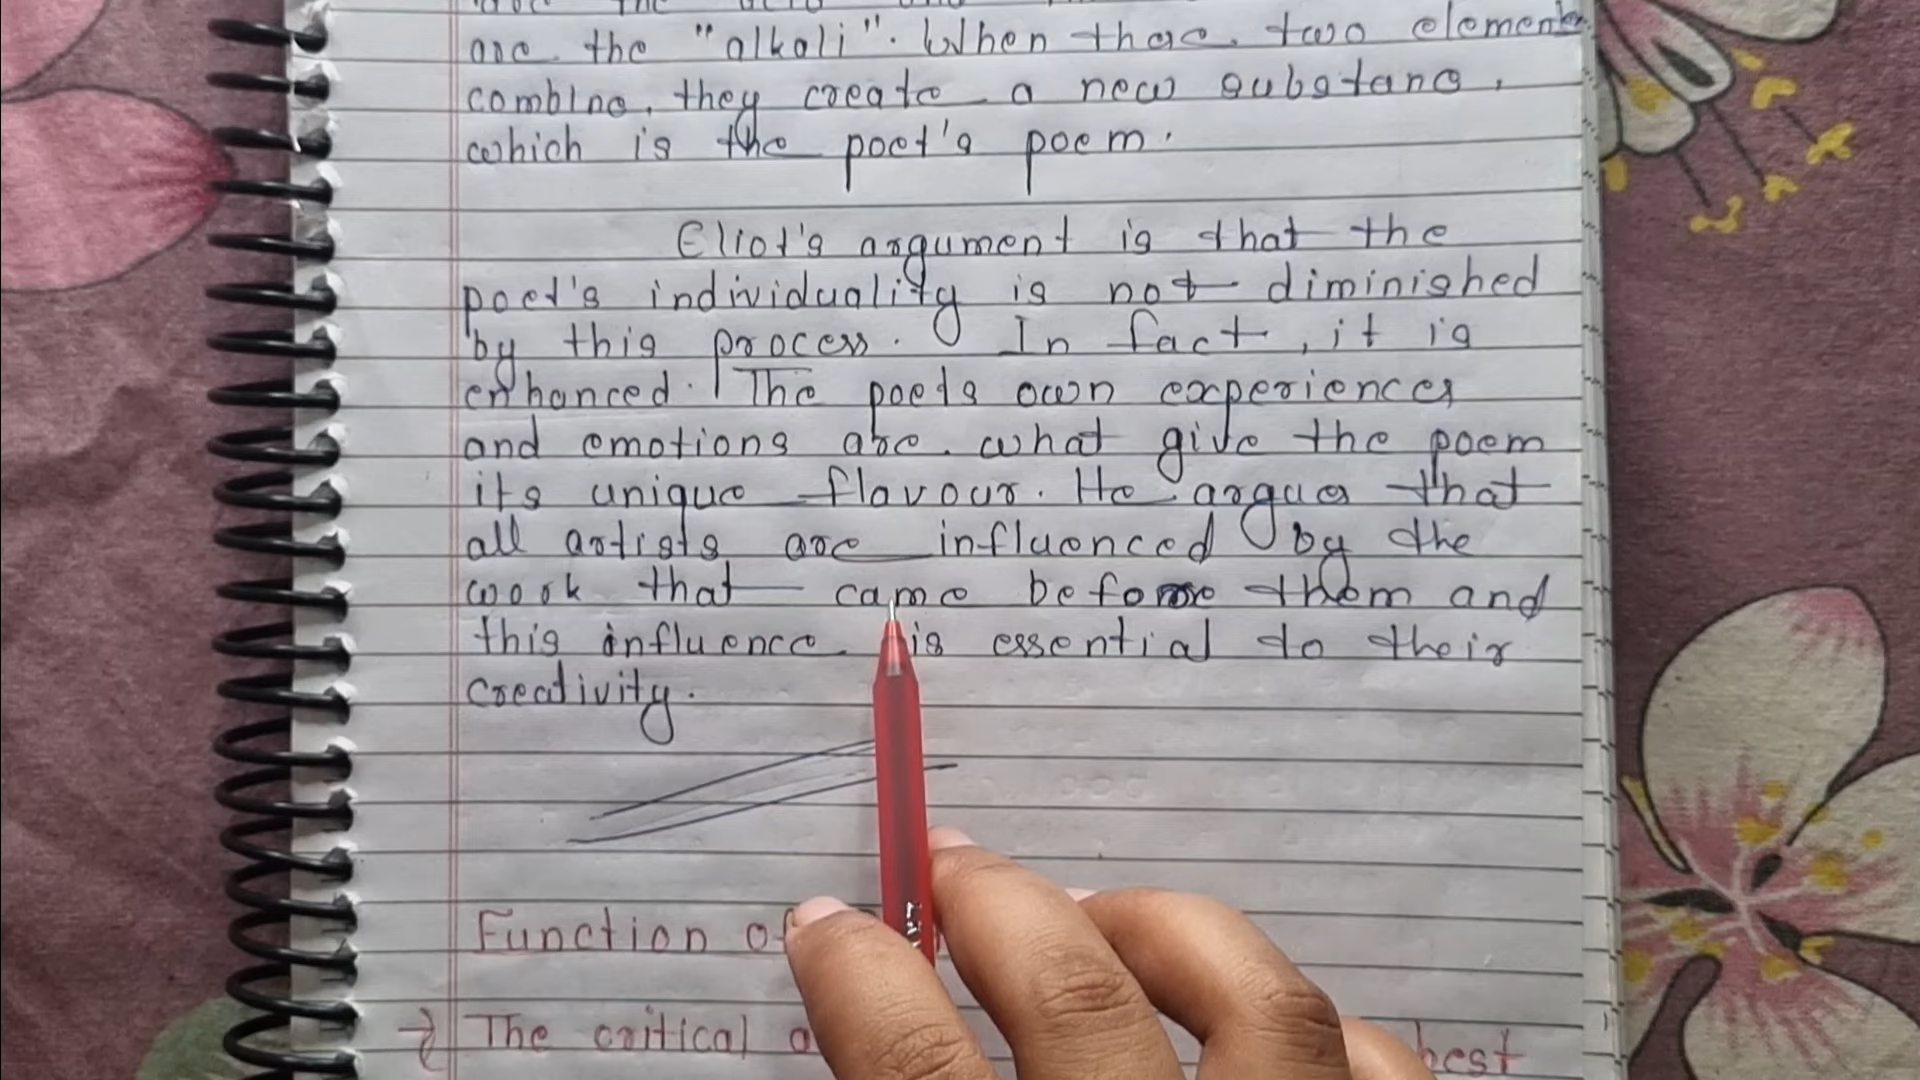 are the "alkali". When these two elements
combine, they create a new substanc,
which is the poet's poem.
Eliot's argument is that the
poet's individuality is not diminished
by this process. In fact, it is
enhanced. The poets own experiences
and emotions are what give the poem
its unique flavour. He argues that
all artists are influenced by the
work that came before them and
this influence is essential to their
creativity.
Function of
→ The critical best